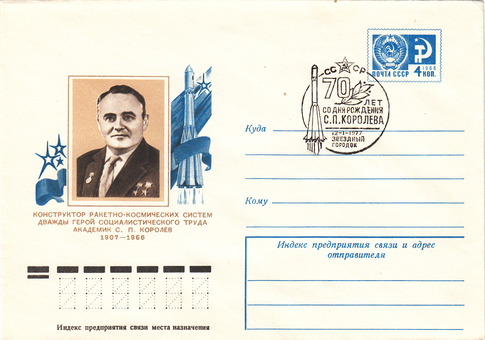 ПОЧТА СССР
1966
4 КОП.
СССР
70
ЛЕТ
СО ДНЯ РОЖДЕНИЯ
С.П. КОРОЛЕВА
12-1-1977
ЗВЕЗДНЫЙ
ГОРОДОК
Куда
Кому
КОНСТРУКТОР РАКЕТНО-КОСМИЧЕСКИХ СИСТЕМ
ДВАЖДЫ ГЕРОЙ СОЦИАЛИСТИЧЕСКОГО ТРУДА
АКАДЕМИК С. П. КОРОЛЕВ
1907—1966
Индекс предприятия связи и адрес
отправителя
Индекс предприятия связи места назначения